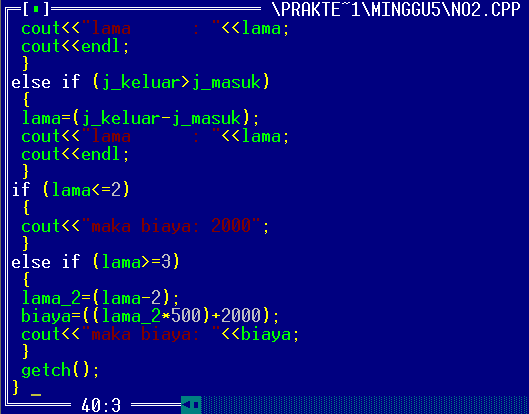 [▪] \PRAKTE~1\MINGGU5\NO2.CPP
cout<<"lama      : "<<lama;
cout<<endl;
}
else if (j_keluar>j_masuk)
{
lama=(j_keluar-j_masuk);
cout<<"lama      : "<<lama;
cout<<endl;
}
if (lama<=2)
{
cout<<"maka biaya: 2000";
}
else if (lama>=3)
{
lama_2=(lama-2);
biaya=((lama_2*500)+2000);
cout<<"maka biaya: "<<biaya;
}
getch();
} _
40:3